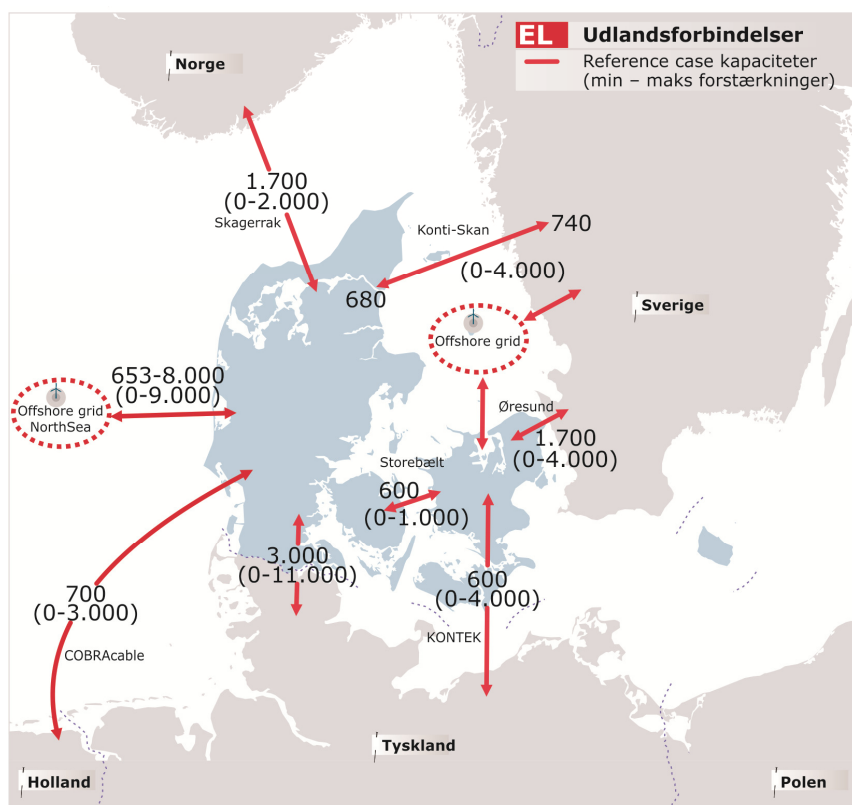 EL Udlandsforbindelser
Reference case kapaciteter
(min – maks forstærkninger)
Norge
1.700
(0-2.000)
Skagerrak
Konti-Skan
740
(0-4.000)
680
Sverige
Offshore grid
653-8.000
(0-9.000)
Offshore grid
NorthSea
Øresund
1.700
(0-4.000)
Storebælt
600
(0-1.000)
3.000
(0-11.000)
600
(0-4.000)
KONTEK
700
(0-3.000)
COBRAcable
Tyskland
Holland
Polen